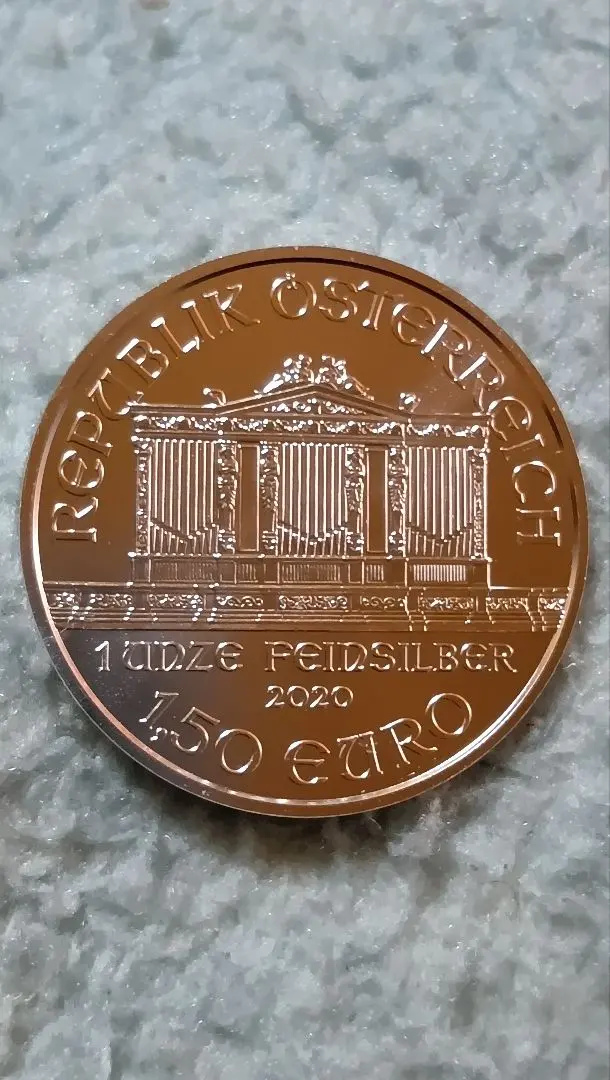 REPUBLIK ÖSTERREICH
1 UNZE FEINSILBER
2020
1,50 EURO